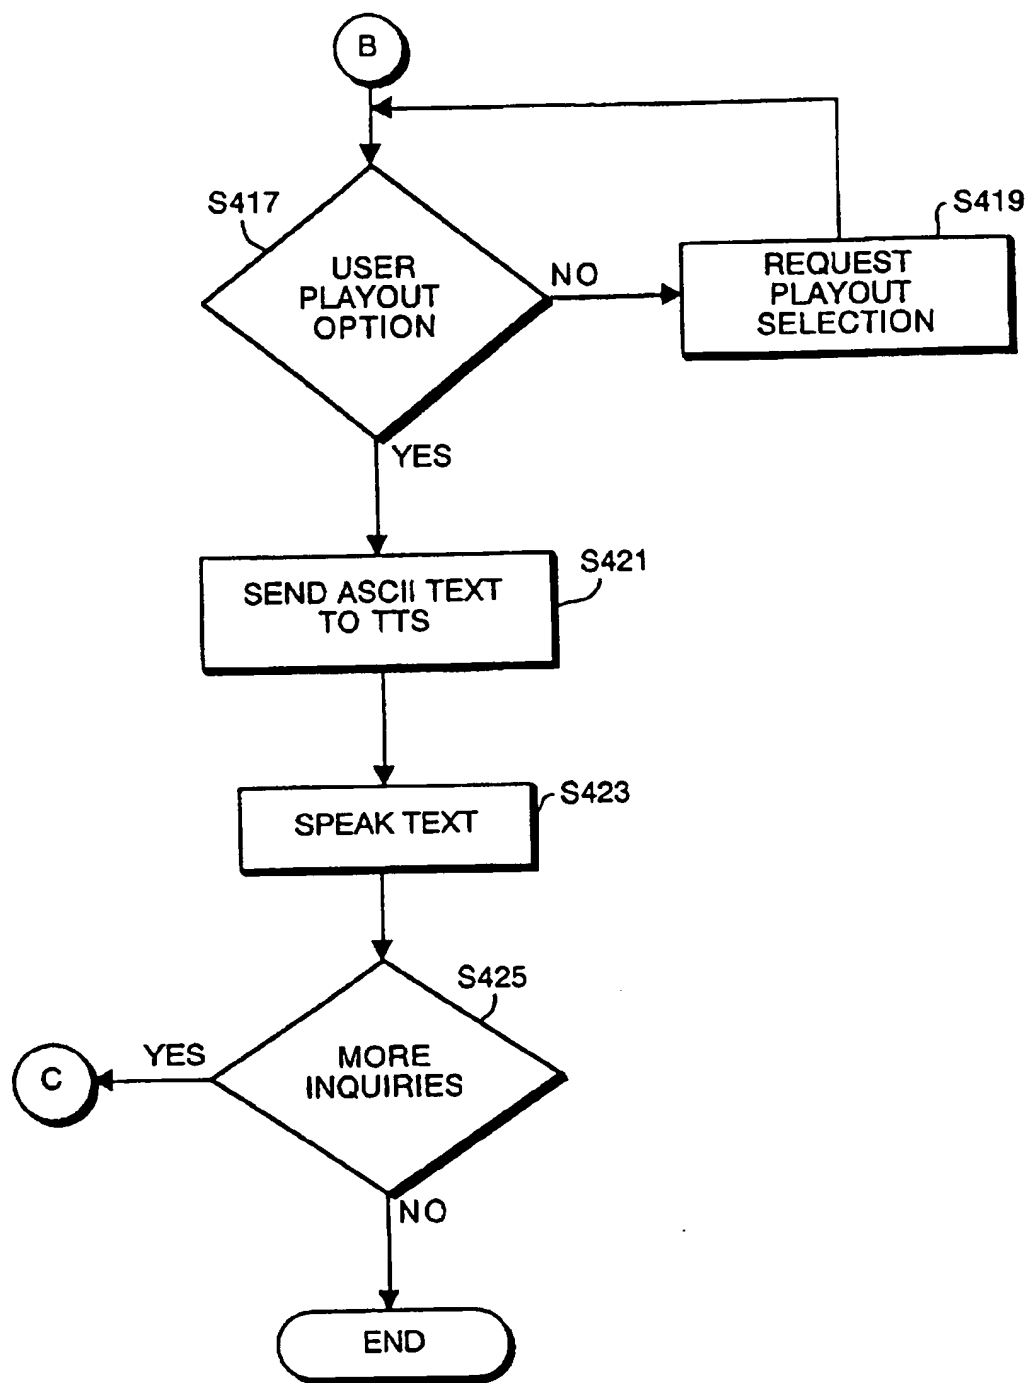 B
S417
S419
USER
PLAYOUT
OPTION
NO
REQUEST
PLAYOUT
SELECTION
YES
S421
SEND ASCII TEXT
TO TTS
S423
SPEAK TEXT
S425
YES
C
MORE
INQUIRIES
NO
END